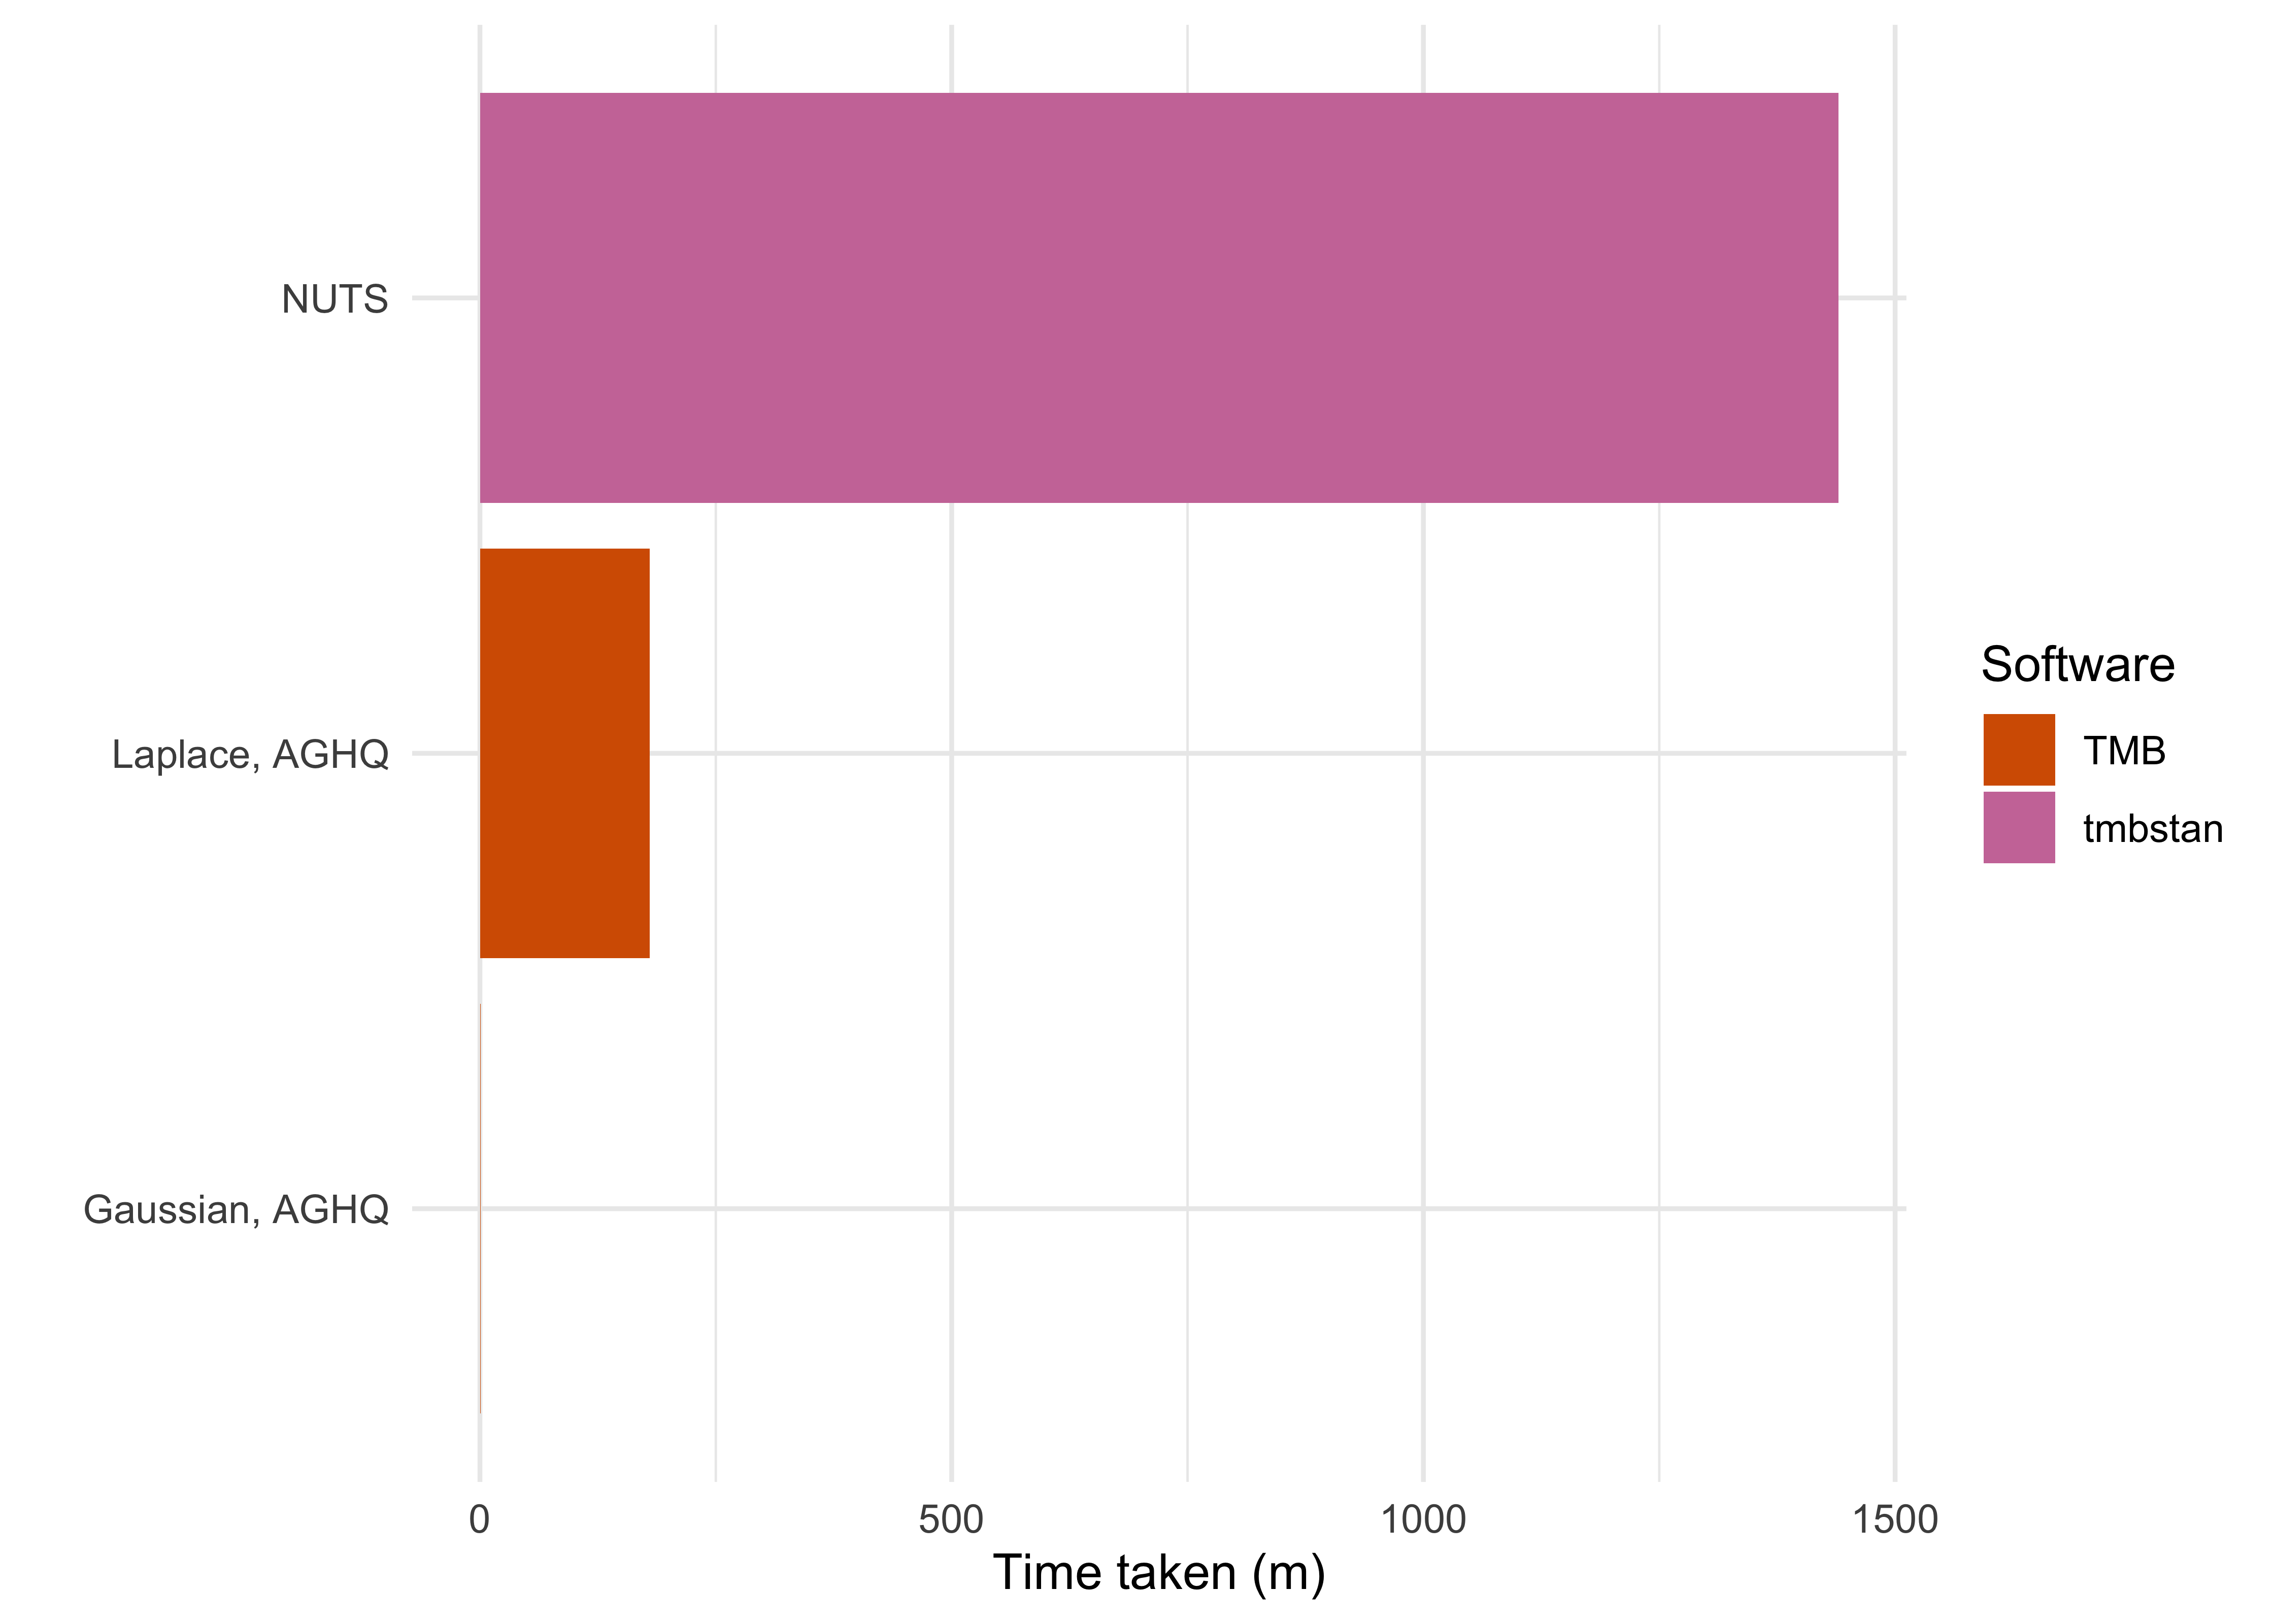 NUTS
Laplace, AGHQ
Gaussian, AGHQ
0 500 1000 1500
Time taken (m)
Software
TMB
tmbstan